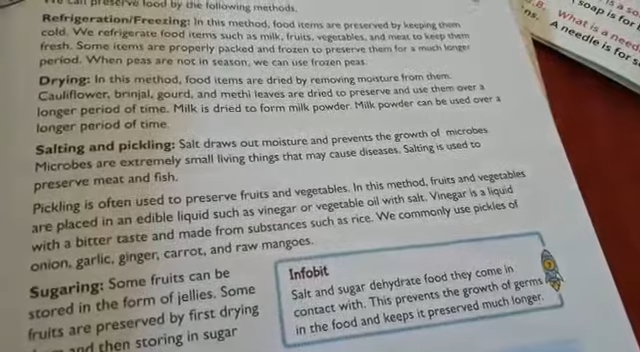 We can preserve food by the following methods.
Refrigeration/Freezing: In this method, food items are preserved by keeping them
cold. We refrigerate food items such as milk, fruits, vegetables, and meat to keep them
fresh. Some items are properly packed and frozen to preserve them for a much longer
period. When peas are not in season, we can use frozen peas.
Drying: In this method, food items are dried by removing moisture from them.
Cauliflower, brinjal, gourd, and methi leaves are dried to preserve and use them over a
longer period of time. Milk is dried to form milk powder. Milk powder can be used over a
longer period of time.
Salting and pickling: Salt draws out moisture and prevents the growth of microbes.
Microbes are extremely small living things that may cause diseases. Salting is used to
preserve meat and fish.
Pickling is often used to preserve fruits and vegetables. In this method, fruits and vegetables
are placed in an edible liquid such as vinegar or vegetable oil with salt. Vinegar is a liquid
with a bitter taste and made from substances such as rice. We commonly use pickles of
onion, garlic, ginger, carrot, and raw mangoes.
Sugaring: Some fruits can be
stored in the form of jellies. Some
fruits are preserved by first drying
and then storing in sugar
Infobit
Salt and sugar dehydrate food they come in
contact with. This prevents the growth of germs
in the food and keeps it preserved much longer.
is a so
soap is for
8. What is a need
ns. A needle is for s